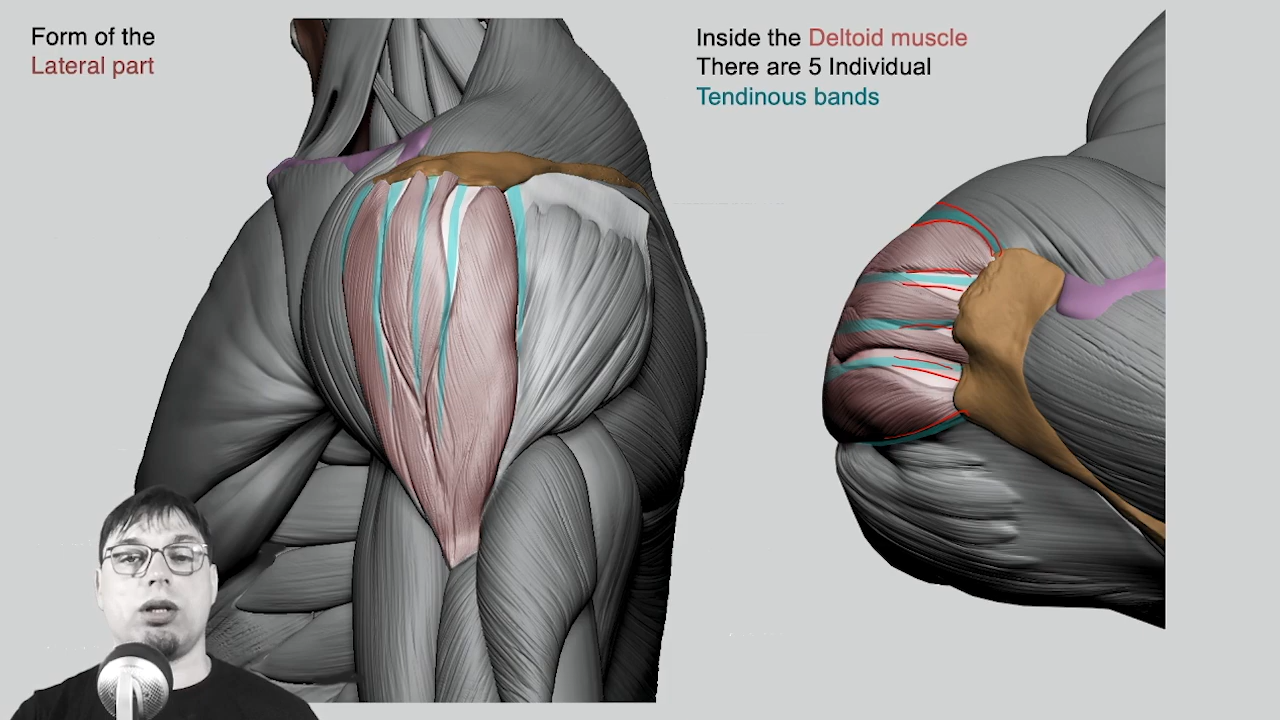 Form of the
Lateral part
Inside the Deltoid muscle
There are 5 Individual
Tendinous bands